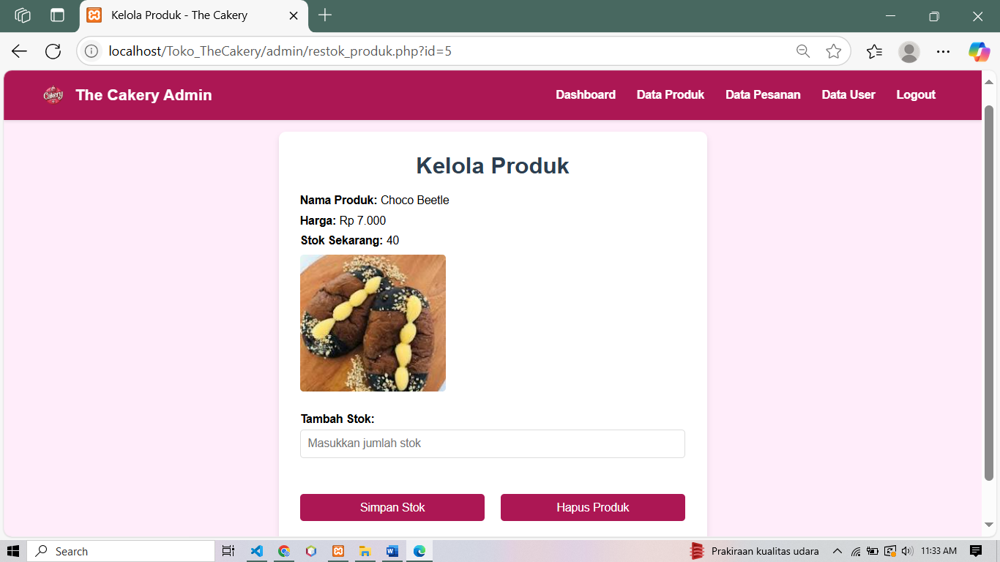 Kelola Produk - The Cakery
localhost/Toko_TheCakery/admin/restok_produk.php?id=5
Cakery
The Cakery Admin
Dashboard
Data Produk
Data Pesanan
Data User
Logout
Kelola Produk
Nama Produk: Choco Beetle
Harga: Rp 7.000
Stok Sekarang: 40
Tambah Stok:
Masukkan jumlah stok
Simpan Stok
Hapus Produk
Search
Prakiraan kualitas udara
11:33 AM